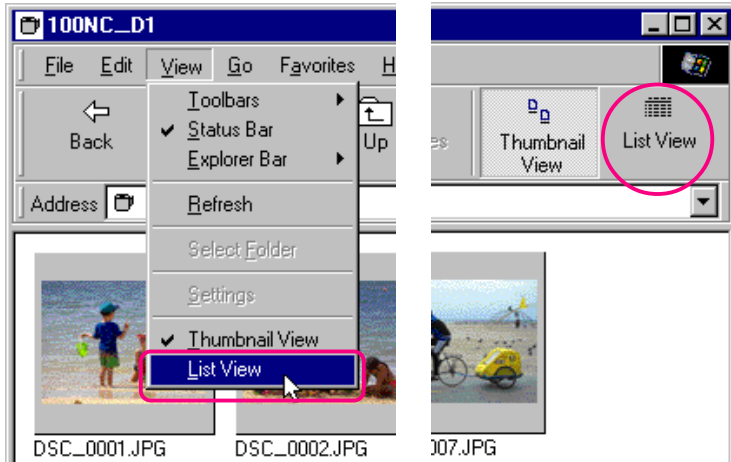 100NC_D1
File Edit View Go Favorites H
Toolbars
Status Bar
Explorer Bar
Refresh
Select Folder
Settings
Thumbnail View
List View
Back
Up
Address
Thumbnail View
List View
DSC_0001.JPG
DSC_0002.JPG
007.JPG